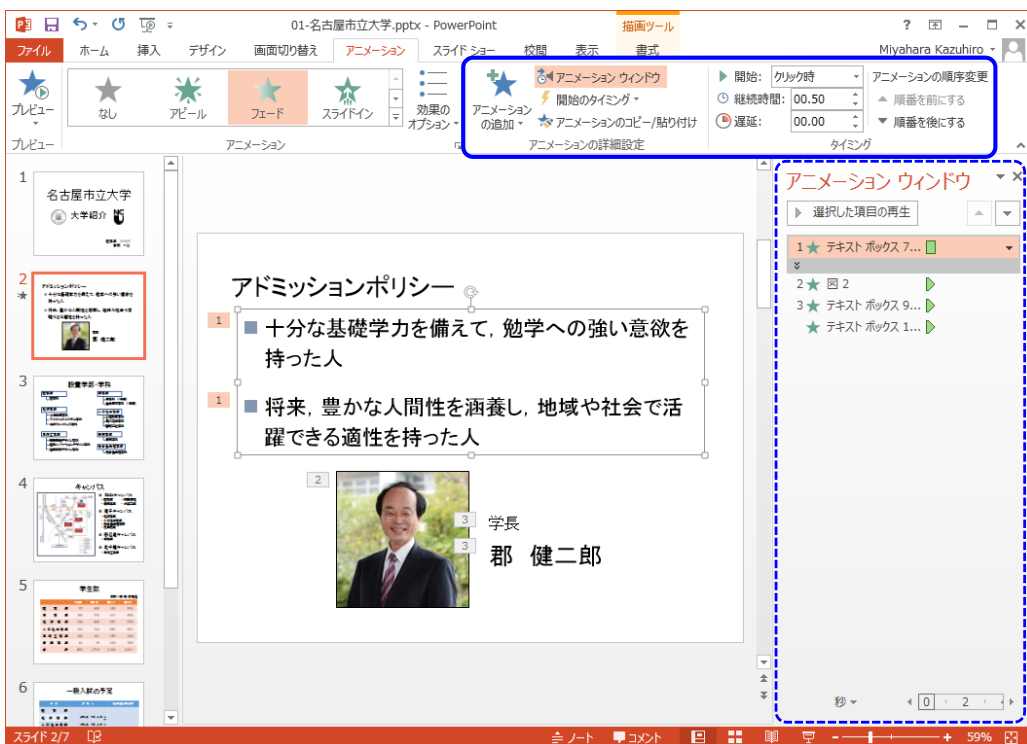 01-名古屋市立大学.pptx - PowerPoint
描画ツール
ファイル ホーム 挿入 デザイン 画面切り替え アニメーション スライド ショー 校閲 表示 書式
Miyahara Kazuhiro
プレビュー
なし
アピール
フェード
スライドイン
効果の
オプション
アニメーション
の追加
アニメーション ウィンドウ
開始のタイミング
アニメーションのコピー/貼り付け
開始: クリック時
継続時間: 00.50
遅延: 00.00
アニメーションの順序変更
順番を前にする
順番を後にする
プレビュー
アニメーション
アニメーションの詳細設定
タイミング
1
名古屋市立大学
大学紹介
2
アドミッションポリシー
3
設置学部・学科
4
キャンパス
5
学生数
6
一般入試の予定
アドミッションポリシー
1
十分な基礎学力を備えて，勉学への強い意欲を
持った人
1
将来，豊かな人間性を涵養し，地域や社会で活
躍できる適性を持った人
2
3
学長
3
郡 健二郎
アニメーション ウィンドウ
選択した項目の再生
1 テキスト ボックス 7...
2 図 2
3 テキスト ボックス 9...
テキスト ボックス 1...
秒
0 2
スライド 2/7
ノート
コメント
59%